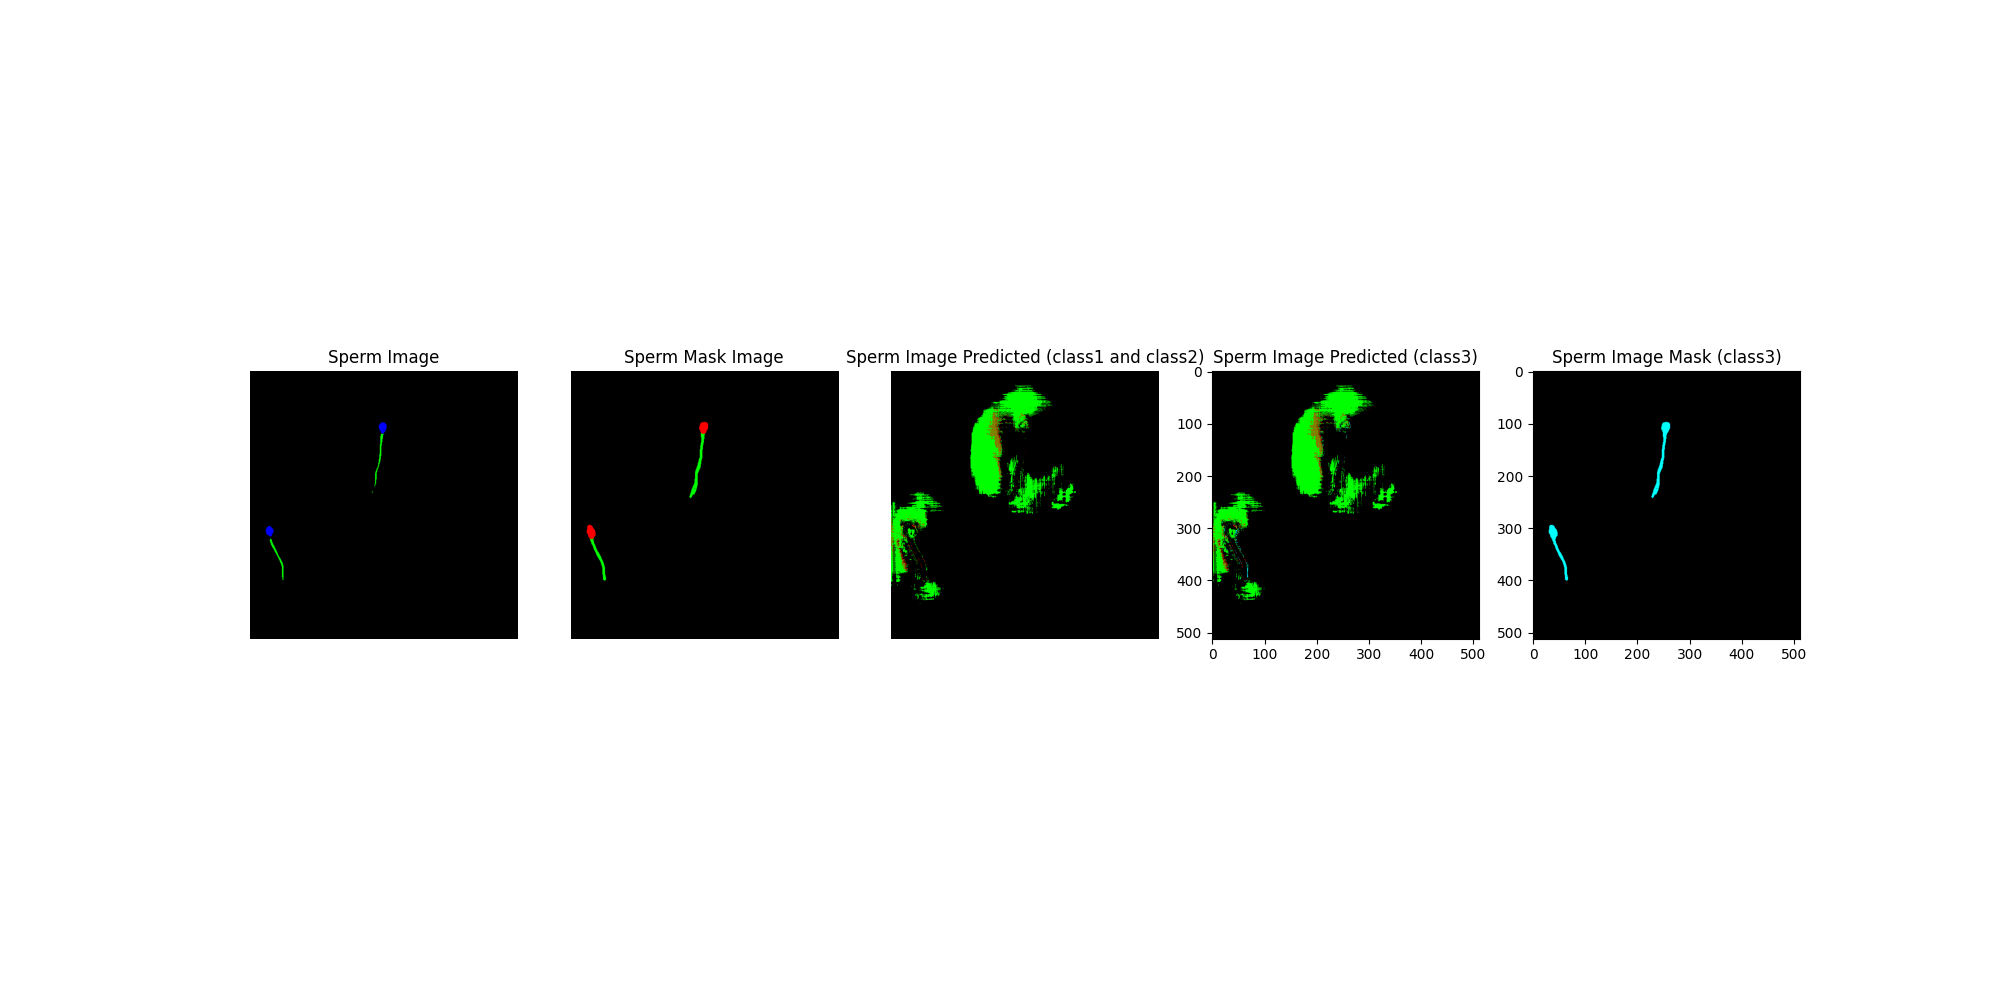 Sperm Image
Sperm Mask Image
Sperm Image Predicted (class1 and class2)
Sperm Image Predicted (class3)
Sperm Image Mask (class3)
0
100
200
300
400
500
0 100 200 300 400 500
0
100
200
300
400
500
0 100 200 300 400 500